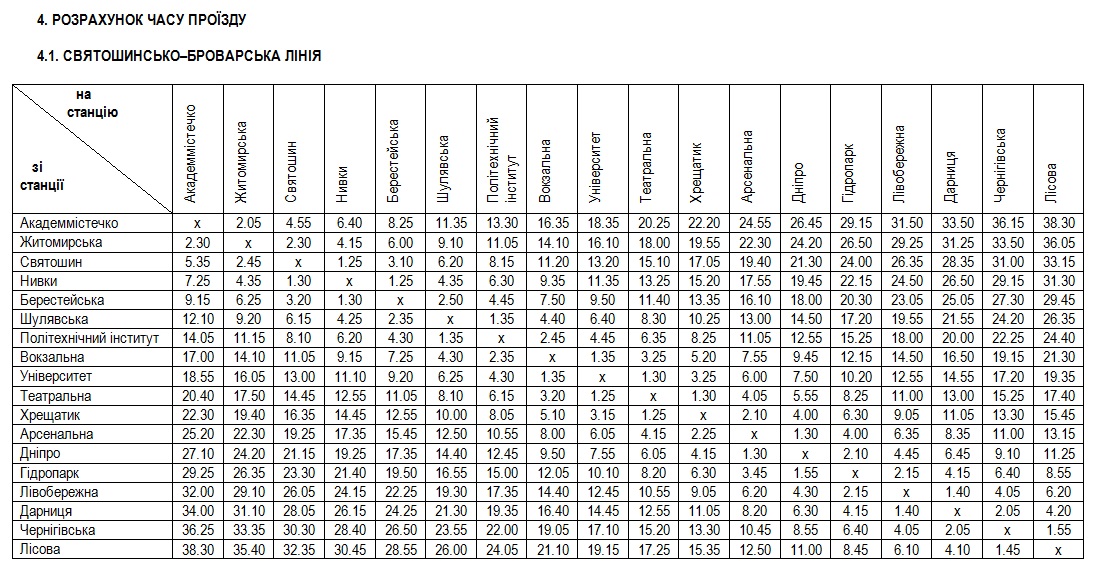 4. РОЗРАХУНОК ЧАСУ ПРОЇЗДУ
4.1. СВЯТОШИНСЬКО–БРОВАРСЬКА ЛІНІЯ
на станцію
зі станції
Академмістечко Житомирська Святошин Нивки Берестейська Шулявська Політехнічний інститут Вокзальна Університет Театральна Хрещатик Арсенальна Дніпро Гідропарк Лівобережна Дарниця Чернігівська Лісова
Академмістечко x 2.05 4.55 6.40 8.25 11.35 13.30 16.35 18.35 20.25 22.20 24.55 26.45 29.15 31.50 33.50 36.15 38.30
Житомирська 2.30 x 2.30 4.15 6.00 9.10 11.05 14.10 16.10 18.00 19.55 22.30 24.20 26.50 29.25 31.25 33.50 36.05
Святошин 5.35 2.45 x 1.25 3.10 6.20 8.15 11.20 13.20 15.10 17.05 19.40 21.30 24.00 26.35 28.35 31.00 33.15
Нивки 7.25 4.35 1.30 x 1.25 4.35 6.30 9.35 11.35 13.25 15.20 17.55 19.45 22.15 24.50 26.50 29.15 31.30
Берестейська 9.15 6.25 3.20 1.30 x 2.50 4.45 7.50 9.50 11.40 13.35 16.10 18.00 20.30 23.05 25.05 27.30 29.45
Шулявська 12.10 9.20 6.15 4.25 2.35 x 1.35 4.40 6.40 8.30 10.25 13.00 14.50 17.20 19.55 21.55 24.20 26.35
Політехнічний інститут 14.05 11.15 8.10 6.20 4.30 1.35 x 2.45 4.45 6.35 8.25 11.05 12.55 15.25 18.00 20.00 22.25 24.40
Вокзальна 17.00 14.10 11.05 9.15 7.25 4.30 2.35 x 1.35 3.25 5.20 7.55 9.45 12.15 14.50 16.50 19.15 21.30
Університет 18.55 16.05 13.00 11.10 9.20 6.25 4.30 1.35 x 1.30 3.25 6.00 7.50 10.20 12.55 14.55 17.20 19.35
Театральна 20.40 17.50 14.45 12.55 11.05 8.10 6.15 3.20 1.25 x 1.30 4.05 5.55 8.25 11.00 13.00 15.25 17.40
Хрещатик 22.30 19.40 16.35 14.45 12.55 10.00 8.05 5.10 3.15 1.25 x 2.10 4.00 6.30 9.05 11.05 13.30 15.45
Арсенальна 25.20 22.30 19.25 17.35 15.45 12.50 10.55 8.00 6.05 4.15 2.25 x 1.30 4.00 6.35 8.35 11.00 13.15
Дніпро 27.10 24.20 21.15 19.25 17.35 14.40 12.45 9.50 7.55 6.05 4.15 1.30 x 2.10 4.45 6.45 9.10 11.25
Гідропарк 29.25 26.35 23.30 21.40 19.50 16.55 15.00 12.05 10.10 8.20 6.30 3.45 1.55 x 2.15 4.15 6.40 8.55
Лівобережна 32.00 29.10 26.05 24.15 22.25 19.30 17.35 14.40 12.45 10.55 9.05 6.20 4.30 2.15 x 1.40 4.05 6.20
Дарниця 34.00 31.10 28.05 26.15 24.25 21.30 19.35 16.40 14.45 12.55 11.05 8.20 6.30 4.15 1.40 x 2.05 4.20
Чернігівська 36.25 33.35 30.30 28.40 26.50 23.55 22.00 19.05 17.10 15.20 13.30 10.45 8.55 6.40 4.05 2.05 x 1.55
Лісова 38.30 35.40 32.35 30.45 28.55 26.00 24.05 21.10 19.15 17.25 15.35 12.50 11.00 8.45 6.10 4.10 1.45 x